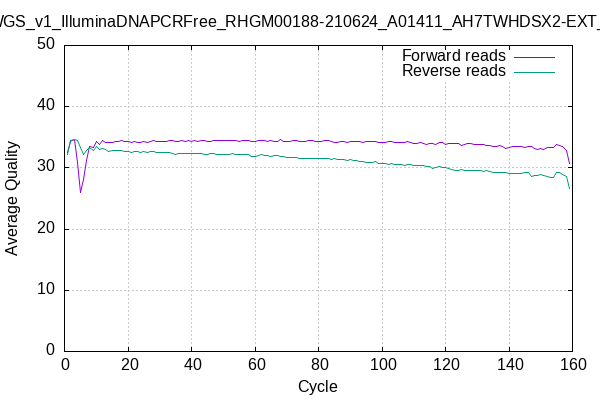 WGS_v1_IlluminaDNAPCRFree_RHGM00188-210624_A01411_AH7TWHDSX2-EXT_
Forward reads
Reverse reads
50
40
30
20
10
0
Average Quality
0 20 40 60 80 100 120 140 160
Cycle